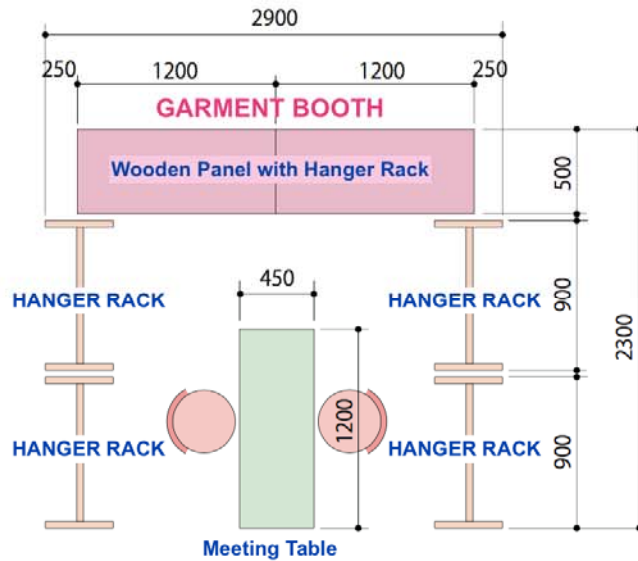 2900
250 1200 1200 250
GARMENT BOOTH
Wooden Panel with Hanger Rack
500
450
HANGER RACK
HANGER RACK
900
2300
1200
HANGER RACK
HANGER RACK
900
Meeting Table